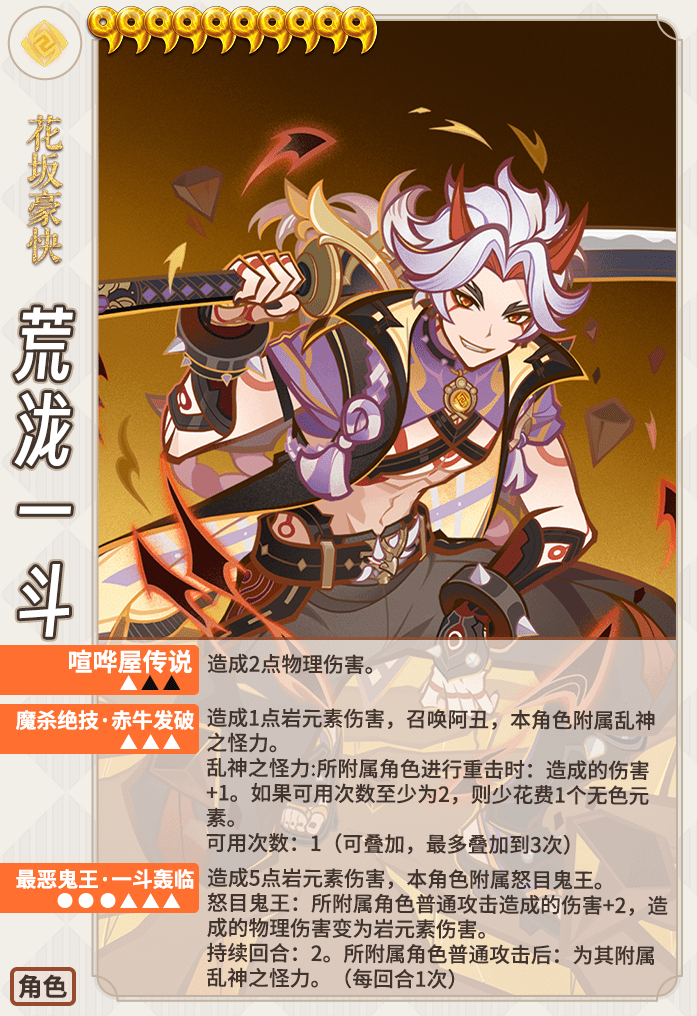 花坂豪快
荒泷一斗
喧哗屋传说
造成2点物理伤害。
魔杀绝技·赤牛发破
造成1点岩元素伤害，召唤阿丑，本角色附属乱神
之怪力。
乱神之怪力:所附属角色进行重击时：造成的伤害
+1。如果可用次数至少为2，则少花费1个无色元
素。
可用次数：1（可叠加，最多叠加到3次）
最恶鬼王·一斗轰临
造成5点岩元素伤害，本角色附属怒目鬼王。
怒目鬼王：所附属角色普通攻击造成的伤害+2，造
成的物理伤害变为岩元素伤害。
持续回合：2。所附属角色普通攻击后：为其附属
乱神之怪力。（每回合1次）
角色